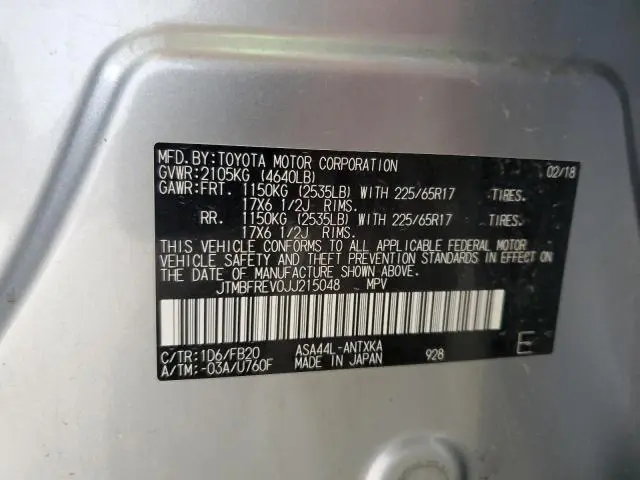 MFD.BY:TOYOTA MOTOR CORPORATION 02/18
GVWR:2105KG (4640LB)
GAWR:FRT. 1150KG (2535LB) WITH 225/65R17 TIRES.
17X6 1/2J RIMS.
RR. 1150KG (2535LB) WITH 225/65R17 TIRES.
17X6 1/2J RIMS.
THIS VEHICLE CONFORMS TO ALL APPLICABLE FEDERAL MOTOR
VEHICLE SAFETY AND THEFT PREVENTION STANDARDS IN EFFECT ON
THE DATE OF MANUFACTURE SHOWN ABOVE.
JTMBFREV0JJ215048 MPV
C/TR:1D6/FB20 ASA44L-ANTXKA E
A/TM:-03A/U760F MADE IN JAPAN 928